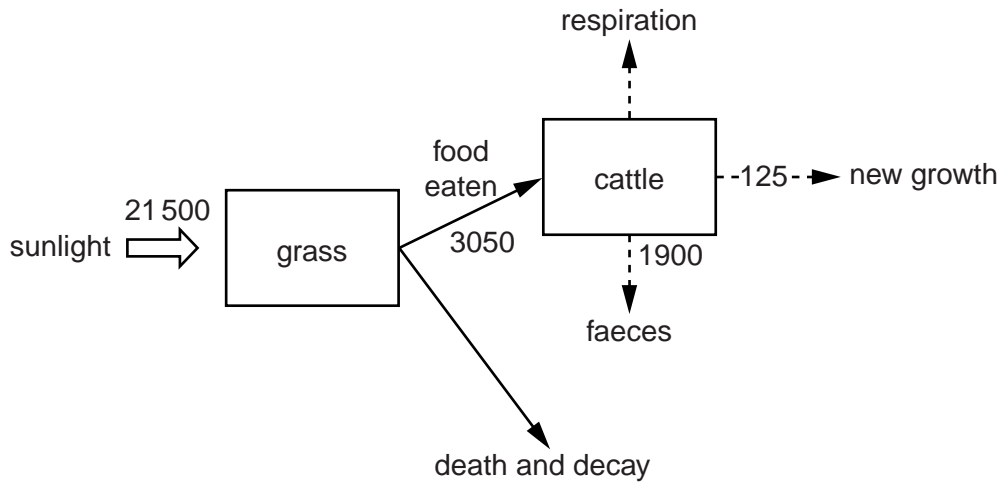 respiration
food
eaten
cattle
125
new growth
21 500
sunlight
grass
3050
1900
faeces
death and decay